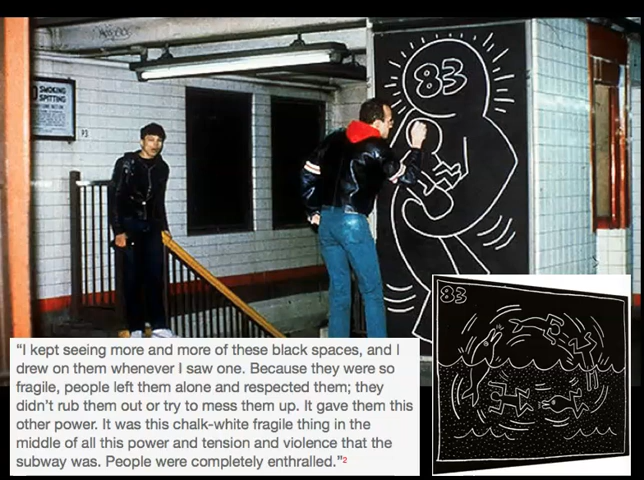 SMOKING
SPITTING
83
83
“I kept seeing more and more of these black spaces, and I
drew on them whenever I saw one. Because they were so
fragile, people left them alone and respected them; they
didn’t rub them out or try to mess them up. It gave them this
other power. It was this chalk-white fragile thing in the
middle of all this power and tension and violence that the
subway was. People were completely enthralled.”2